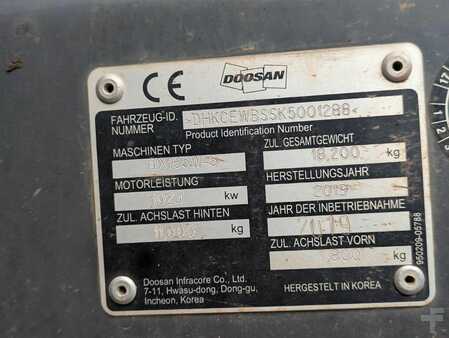 CE
DOOSAN
FAHRZEUG-ID. NUMMER
DHKCEWBSSK5001288
Product Identification Number
MASCHINEN TYP
ZUL. GESAMTGEWICHT
18,200 kg
MOTORLEISTUNG
kw
HERSTELLUNGSJAHR
2019
ZUL. ACHSLAST HINTEN
kg
JAHR DER INBETRIEBNAHME
2019
ZUL. ACHSLAST VORN
kg
Doosan Infracore Co., Ltd.
7-11, Hwasu-dong, Dong-gu,
Incheon, Korea
HERGESTELLT IN KOREA
950209-05788